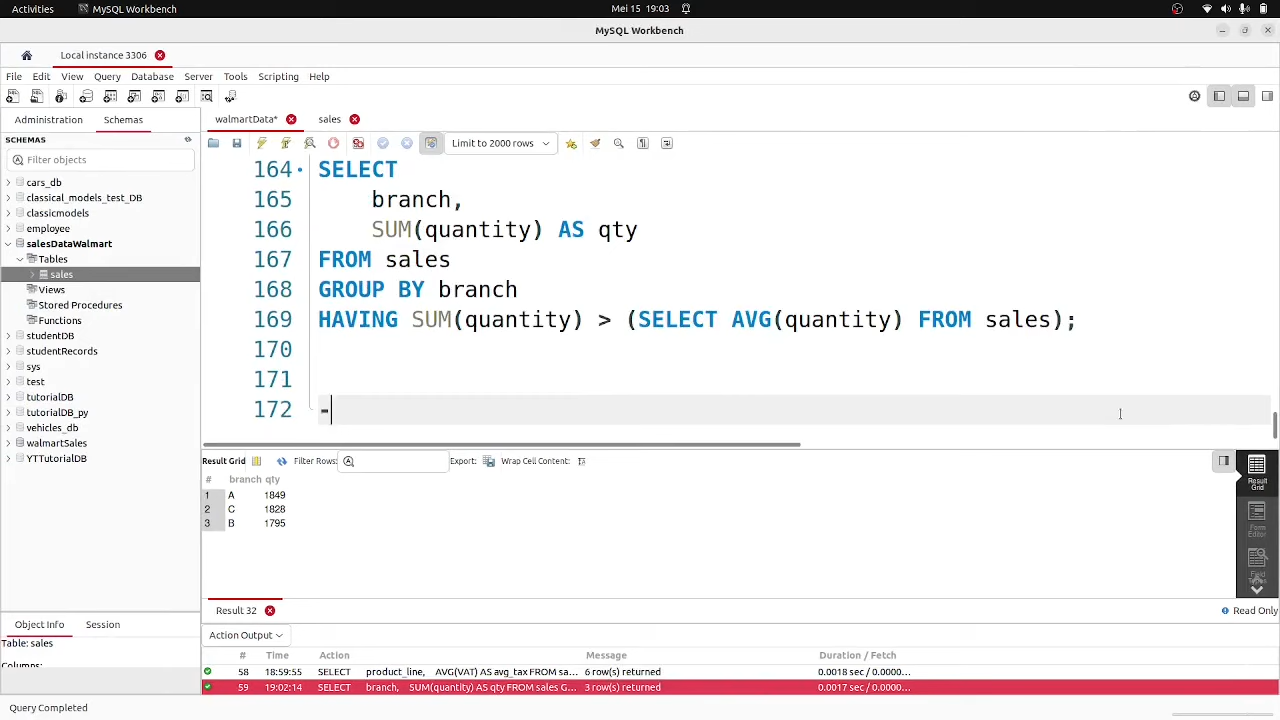 Activities MySQL Workbench Mei 15 19:03
MySQL Workbench
Local instance 3306
File Edit View Query Database Server Tools Scripting Help
Administration Schemas
walmartData* sales
SCHEMAS
Limit to 2000 rows
Filter objects
cars_db
classical_models_test_DB
classicmodels
employee
salesDataWalmart
Tables
sales
Views
Stored Procedures
Functions
studentDB
studentRecords
sys
test
tutorialDB
tutorialDB_py
vehicles_db
walmartSales
YTTutorialDB
164 SELECT
165 branch,
166 SUM(quantity) AS qty
167 FROM sales
168 GROUP BY branch
169 HAVING SUM(quantity) > (SELECT AVG(quantity) FROM sales);
170
171
172 -
Result Grid Filter Rows: Export: Wrap Cell Content:
# branch qty
1 A 1849
2 C 1828
3 B 1795
Result Grid
Form Editor
Field Types
Result 32 Read Only
Object Info Session
Table: sales
Columns:
Action Output
# Time Action Message Duration / Fetch
58 18:59:55 SELECT product_line, AVG(VAT) AS avg_tax FROM sa... 6 row(s) returned 0.0018 sec / 0.0000...
59 19:02:14 SELECT branch, SUM(quantity) AS qty FROM sales G... 3 row(s) returned 0.0017 sec / 0.0000...
Query Completed